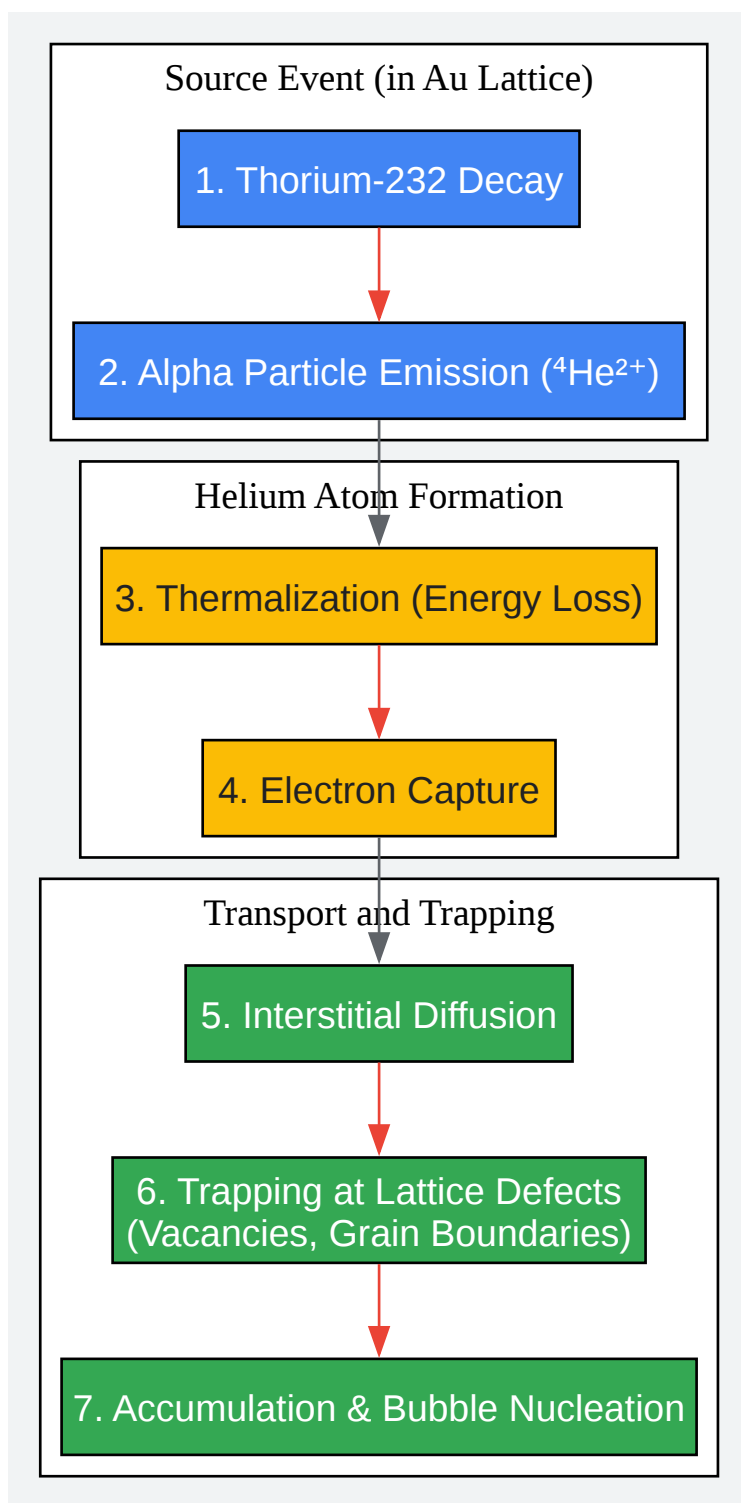 Source Event (in Au Lattice)
1. Thorium-232 Decay
2. Alpha Particle Emission (⁴He²⁺)
Helium Atom Formation
3. Thermalization (Energy Loss)
4. Electron Capture
Transport and Trapping
5. Interstitial Diffusion
6. Trapping at Lattice Defects
(Vacancies, Grain Boundaries)
7. Accumulation & Bubble Nucleation